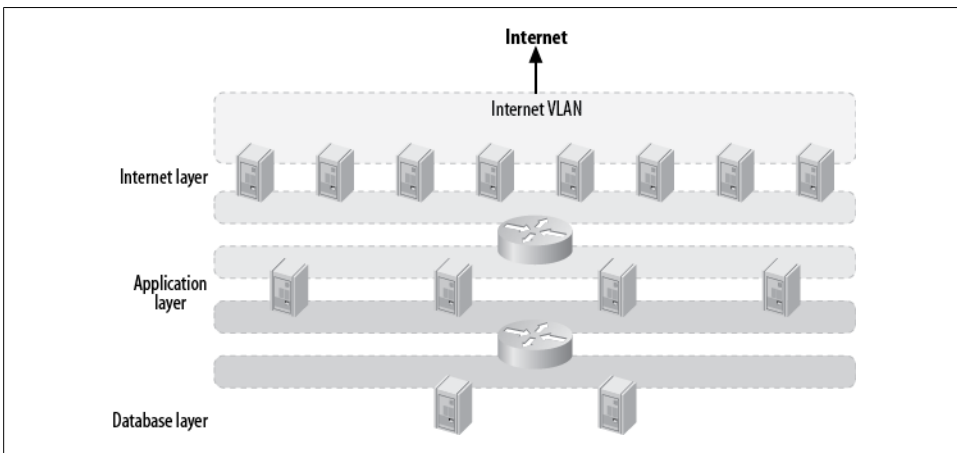 Internet
Internet VLAN
Internet layer
Application
layer
Database layer